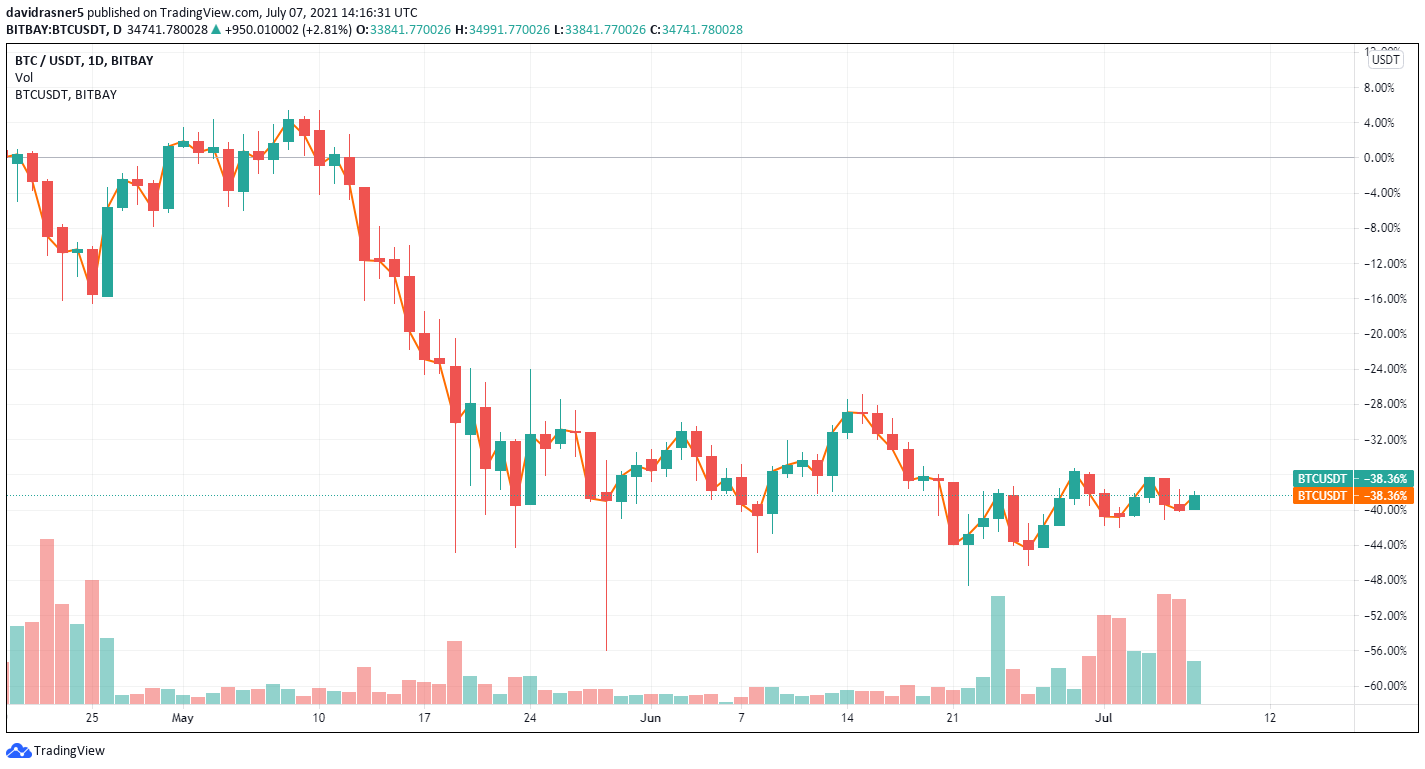 davidrasner5 published on TradingView.com, July 07, 2021 14:16:31 UTC
BITBAY:BTCUSDT, D 34741.780028 ▲ +950.010002 (+2.81%) O:33841.770026 H:34991.770026 L:33841.770026 C:34741.780028
BTC / USDT, 1D, BITBAY
Vol
BTCUSDT, BITBAY
12.00%
USDT
8.00%
4.00%
0.00%
−4.00%
−8.00%
−12.00%
−16.00%
−20.00%
−24.00%
−28.00%
−32.00%
BTCUSDT −38.36%
BTCUSDT −38.36%
−40.00%
−44.00%
−48.00%
−52.00%
−56.00%
−60.00%
25 May 10 17 24 Jun 7 14 21 Jul 12
TradingView